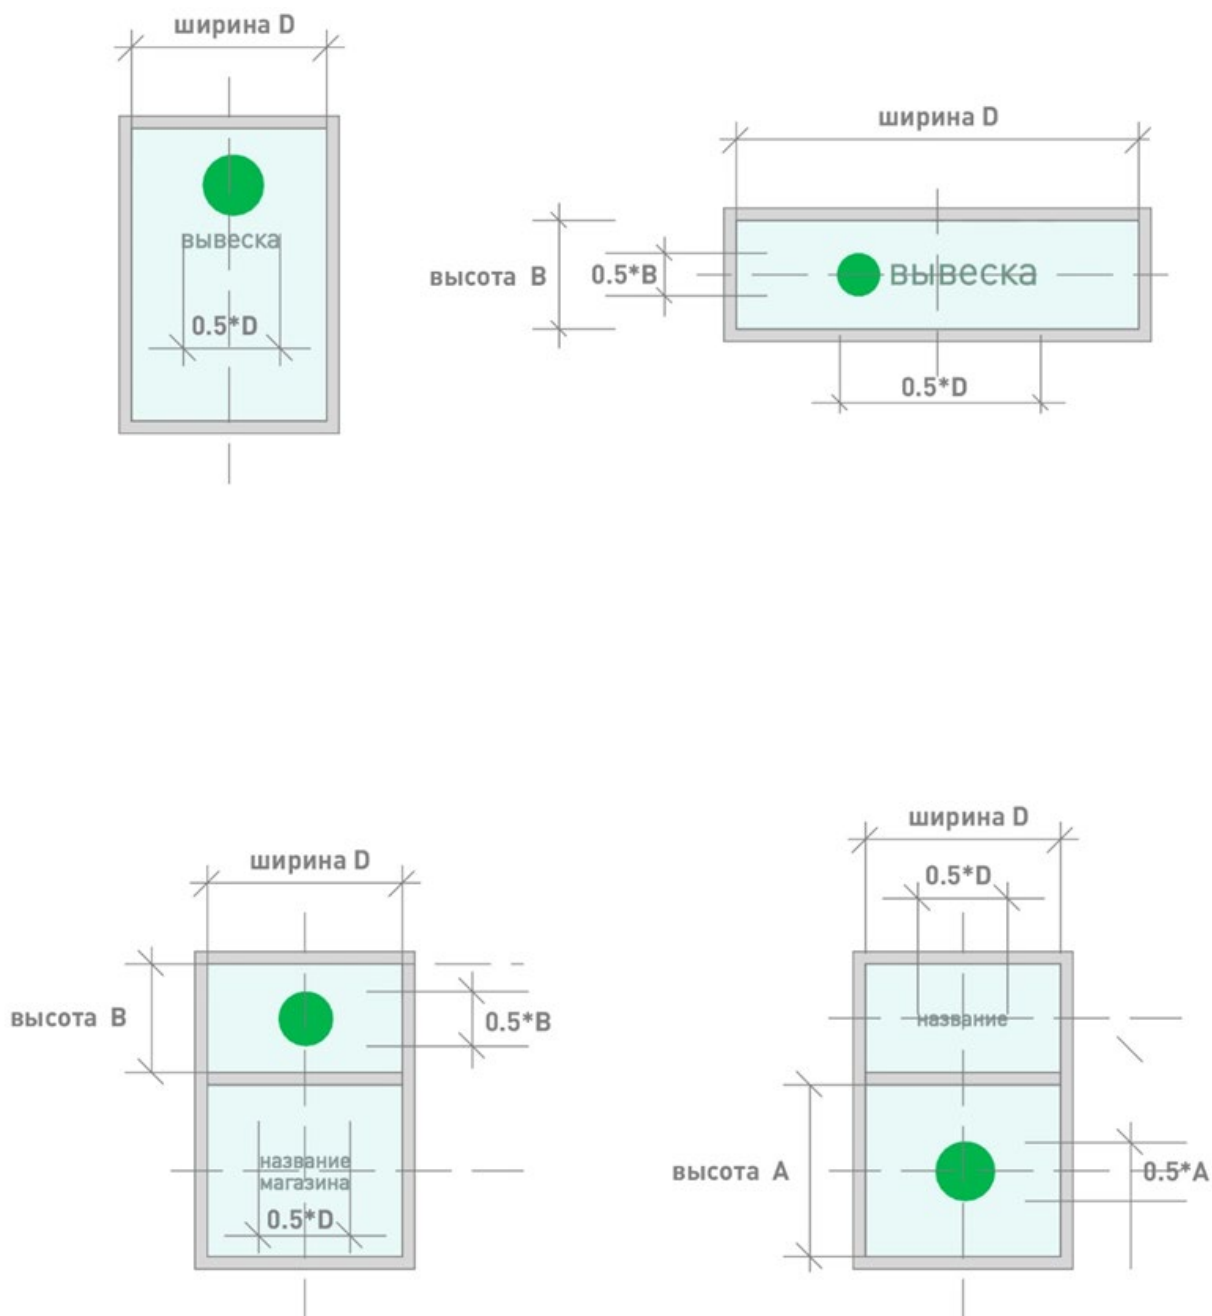 ширина D
вывеска
0.5*D
ширина D
высота B
0.5*B
вывеска
0.5*D
ширина D
высота B
0.5*B
название
магазина
0.5*D
ширина D
0.5*D
название
высота A
0.5*A